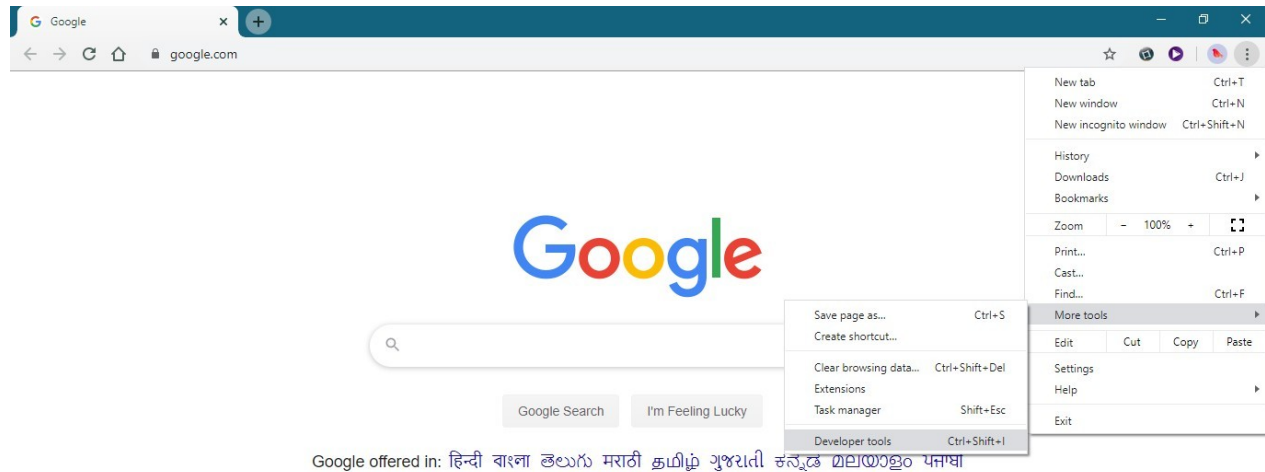 Google
google.com
New tab Ctrl+T
New window Ctrl+N
New incognito window Ctrl+Shift+N
History
Downloads Ctrl+J
Bookmarks
Zoom - 100% +
Print... Ctrl+P
Cast...
Find... Ctrl+F
More tools
Edit Cut Copy Paste
Settings
Help
Exit
Save page as... Ctrl+S
Create shortcut...
Clear browsing data... Ctrl+Shift+Del
Extensions
Task manager Shift+Esc
Developer tools Ctrl+Shift+I
Google
Google Search I'm Feeling Lucky
Google offered in: हिन्दी বাংলা తెలుగు मराठी தமிழ் ગુજરાતી ಕನ್ನಡ മലയാളം ਪੰਜਾਬੀ